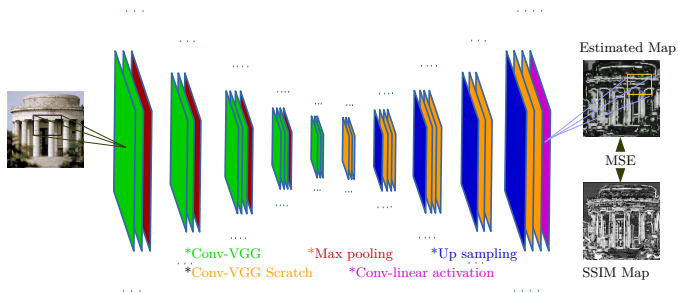 Estimated Map
MSE
*Conv-VGG *Max pooling *Up sampling
*Conv-VGG Scratch *Conv-linear activation
SSIM Map